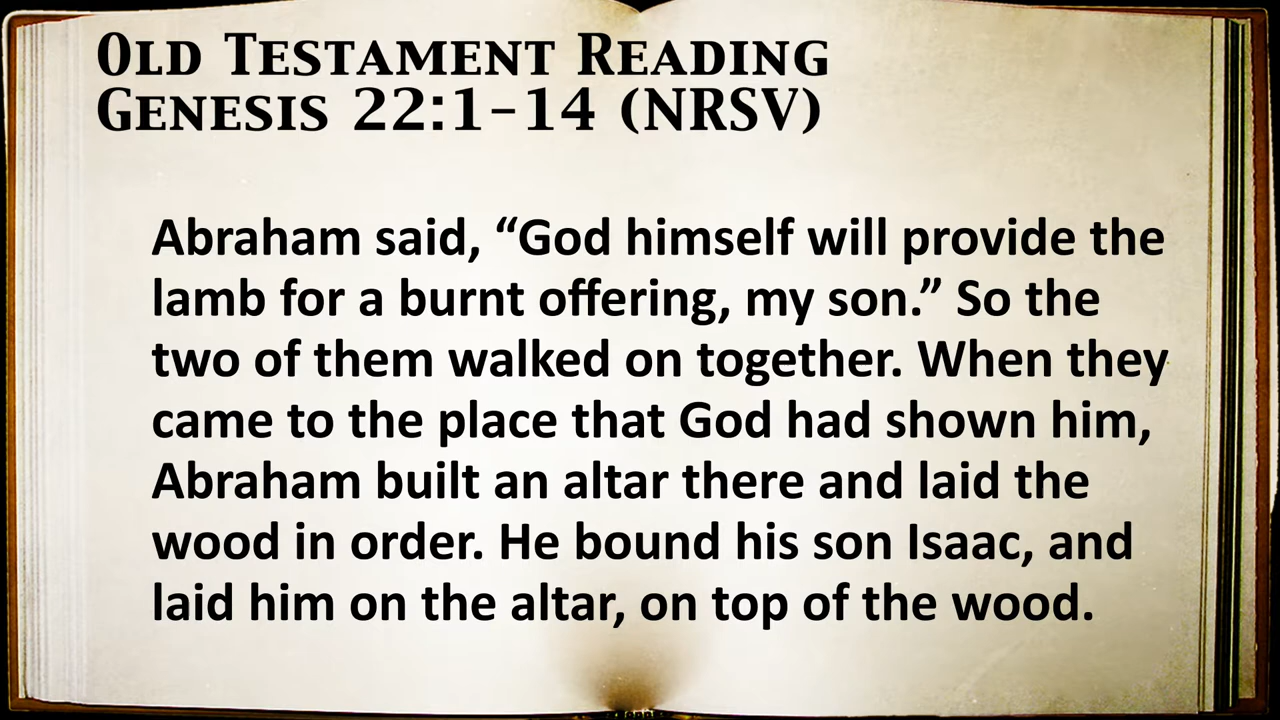 Old Testament Reading
Genesis 22:1-14 (NRSV)
Abraham said, “God himself will provide the
lamb for a burnt offering, my son.” So the
two of them walked on together. When they
came to the place that God had shown him,
Abraham built an altar there and laid the
wood in order. He bound his son Isaac, and
laid him on the altar, on top of the wood.